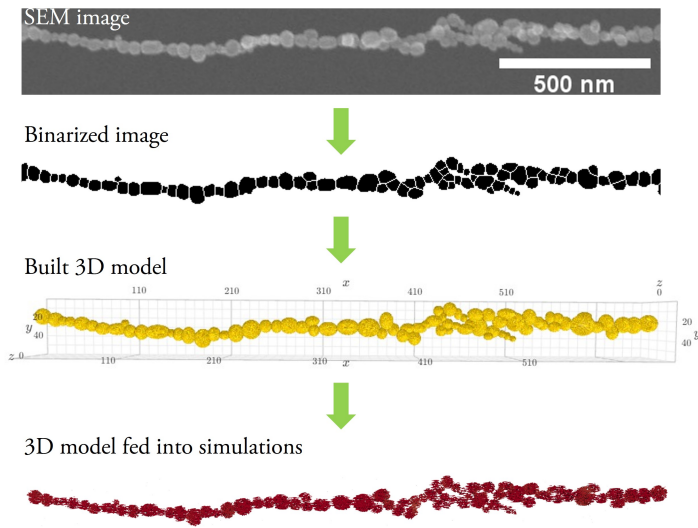 SEM image
500 nm
Binarized image
Built 3D model
110 210 310 x 410 510 z
0
y 20 40
20 40
z 0 110 210 310 x 410 510
3D model fed into simulations